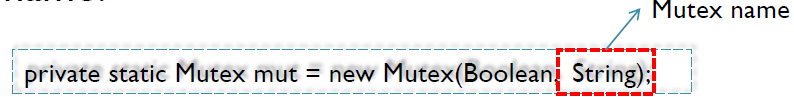 Mutex name
private static Mutex mut = new Mutex(Boolean, String);